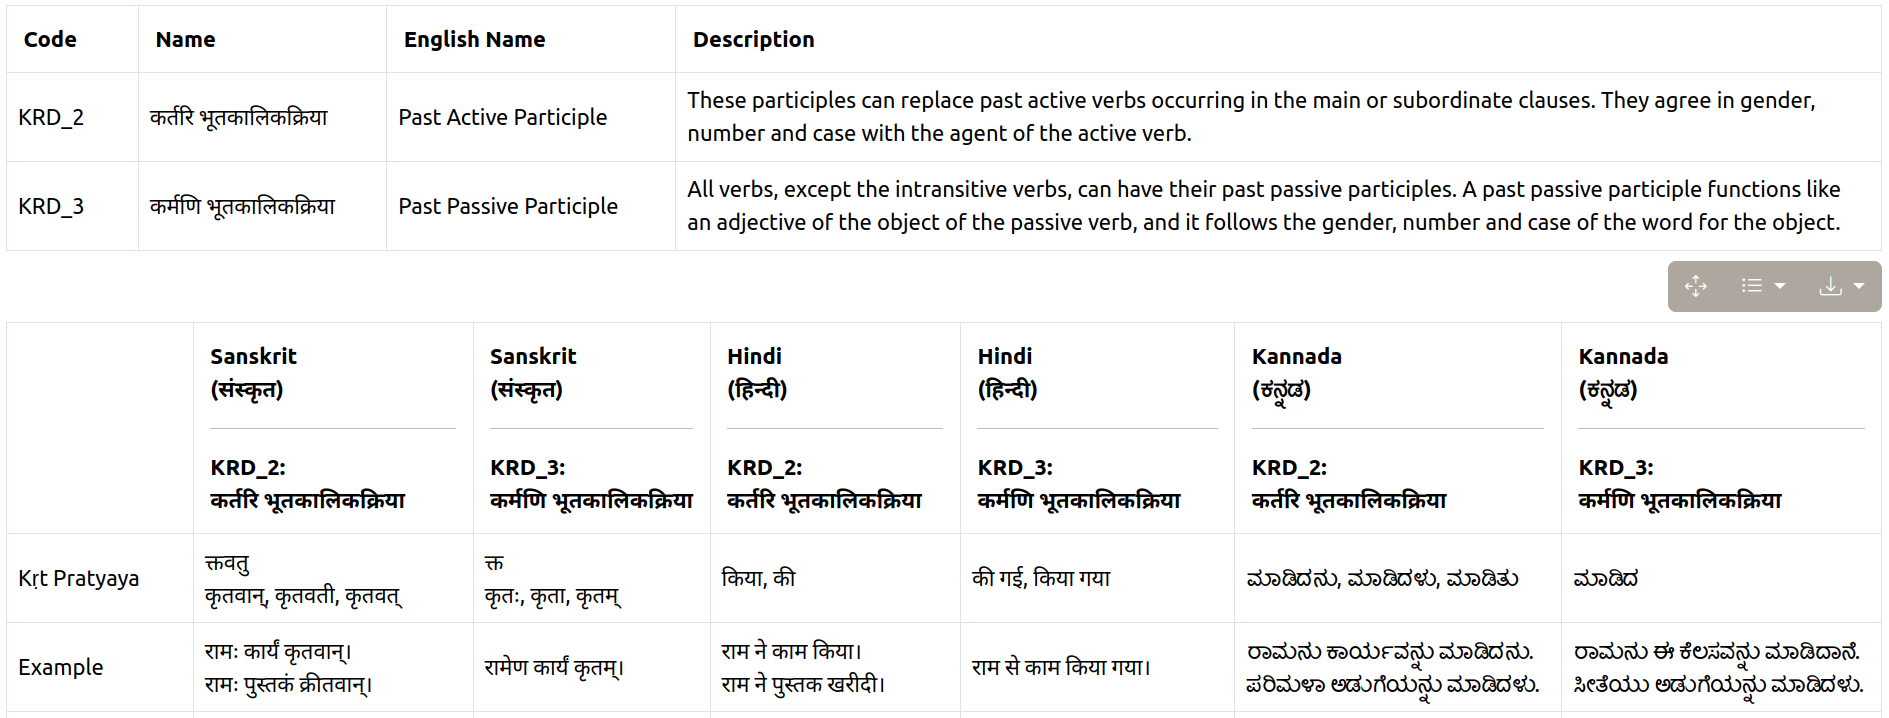 Code Name English Name Description
KRD_2 कर्तरि भूतकालिकक्रिया Past Active Participle These participles can replace past active verbs occurring in the main or subordinate clauses. They agree in gender,
number and case with the agent of the active verb.
KRD_3 कर्मणि भूतकालिकक्रिया Past Passive Participle All verbs, except the intransitive verbs, can have their past passive participles. A past passive participle functions like
an adjective of the object of the passive verb, and it follows the gender, number and case of the word for the object.
Sanskrit Sanskrit Hindi Hindi Kannada Kannada
(संस्कृत) (संस्कृत) (हिन्दी) (हिन्दी) (ಕನ್ನಡ) (ಕನ್ನಡ)
KRD_2: KRD_3: KRD_2: KRD_3: KRD_2: KRD_3:
कर्तरि भूतकालिकक्रिया कर्मणि भूतकालिकक्रिया कर्तरि भूतकालिकक्रिया कर्मणि भूतकालिकक्रिया कर्तरि भूतकालिकक्रिया कर्मणि भूतकालिकक्रिया
Kṛt Pratyaya
क्तवतु
कृतवान्, कृतवती, कृतवत्
क्त
कृतः, कृता, कृतम्
किया, की
की गई, किया गया
ಮಾಡಿದನು, ಮಾಡಿದಳು, ಮಾಡಿತು
ಮಾಡಿದ
Example
रामः कार्यं कृतवान्।
रामः पुस्तकं क्रीतवान्।
रामेण कार्यं कृतम्।
राम ने काम किया।
राम ने पुस्तक खरीदी।
राम से काम किया गया।
ರಾಮನು ಕಾರ್ಯವನ್ನು ಮಾಡಿದನು.
ಪರಿಮಳಾ ಅಡುಗೆಯನ್ನು ಮಾಡಿದಳು.
ರಾಮನು ಈ ಕೆಲಸವನ್ನು ಮಾಡಿದಾನೆ.
ಸೀತೆಯು ಅಡುಗೆಯನ್ನು ಮಾಡಿದಳು.